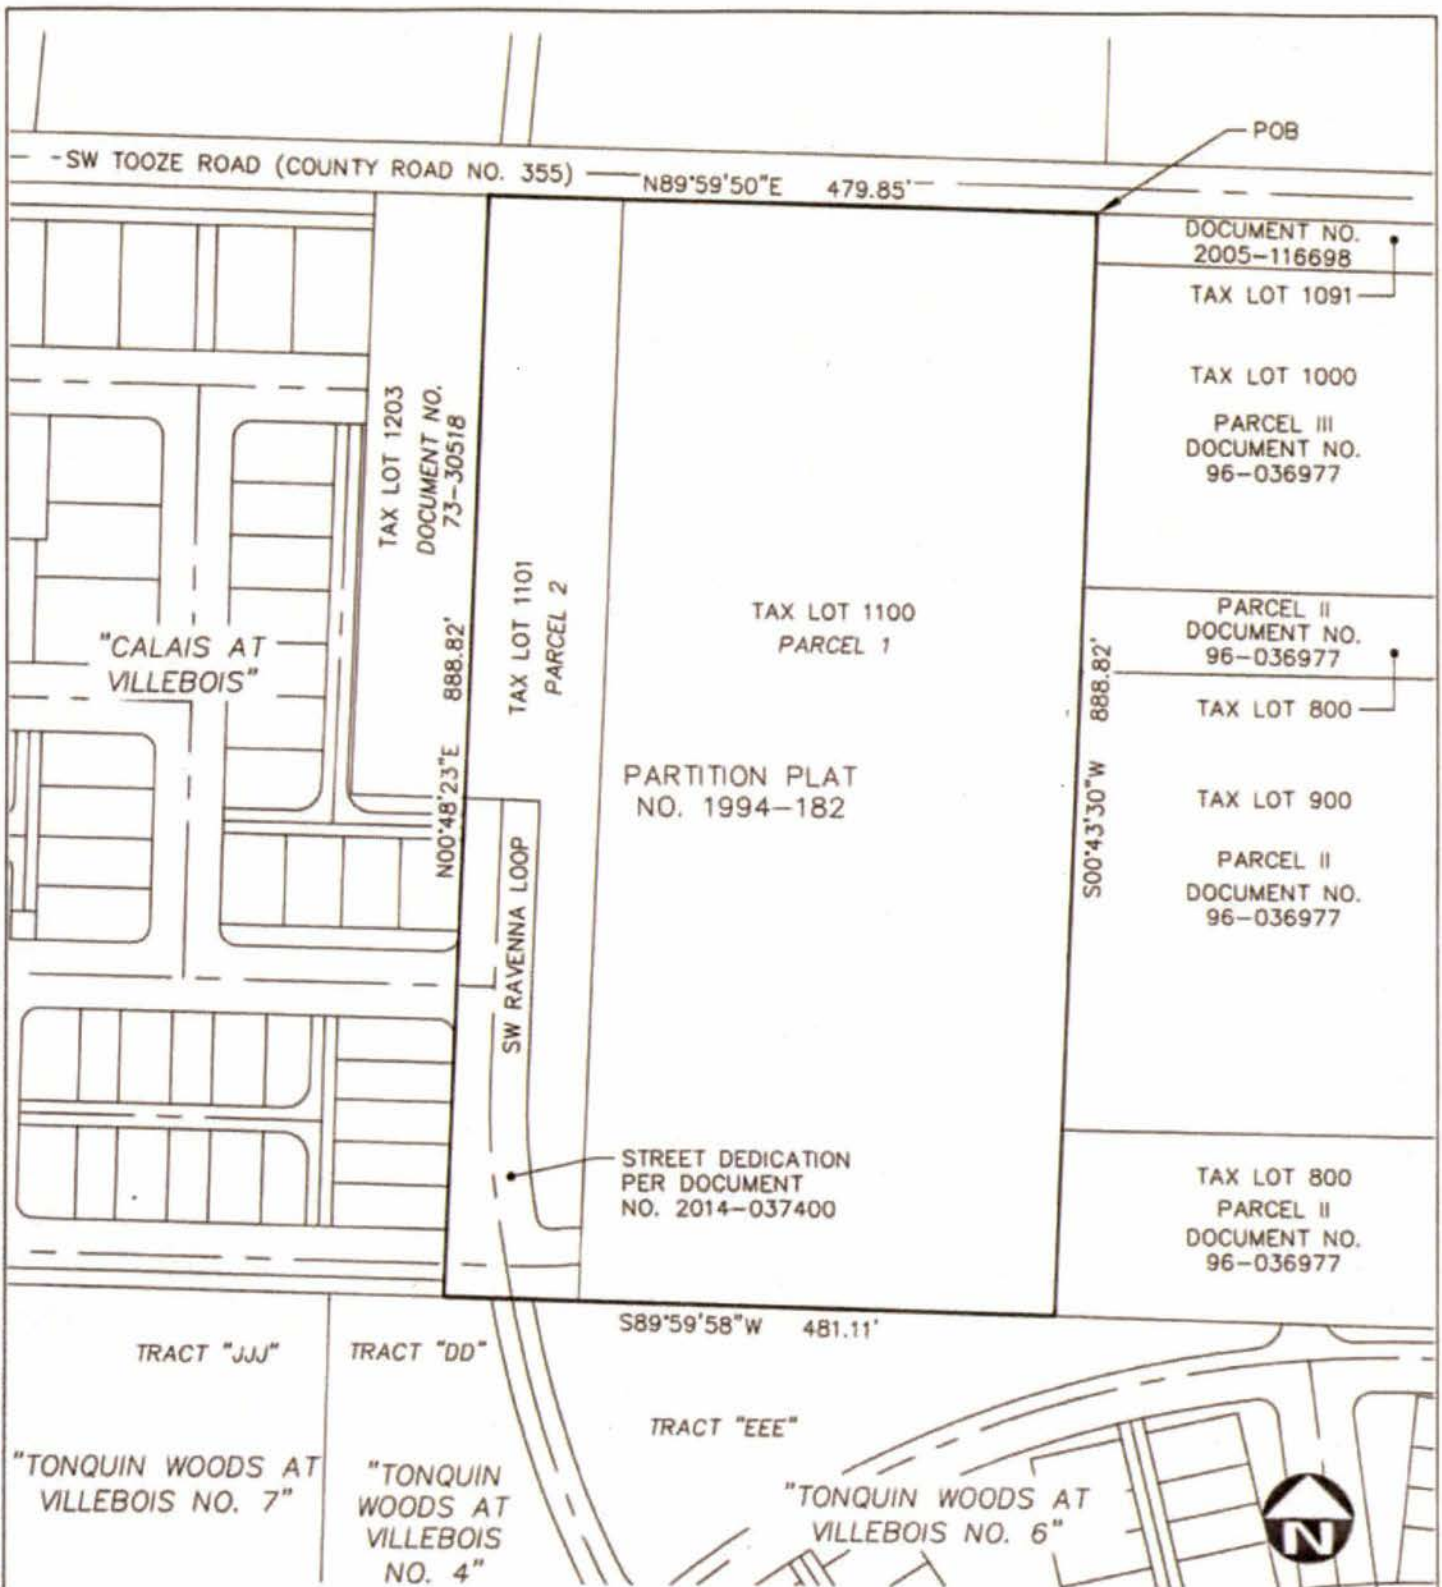 POB
SW TOOZE ROAD (COUNTY ROAD NO. 355)
N89°59'50"E 479.85'
DOCUMENT NO.
2005-116698
TAX LOT 1091
TAX LOT 1000
PARCEL III
DOCUMENT NO.
96-036977
TAX LOT 1203
DOCUMENT NO.
73-30518
TAX LOT 1101
PARCEL 2
TAX LOT 1100
PARCEL 1
PARCEL II
DOCUMENT NO.
96-036977
TAX LOT 800
"CALAIS AT
VILLEBOIS"
N00°48'23"E 888.82'
PARTITION PLAT
NO. 1994-182
S00°43'30"W 888.82'
TAX LOT 900
PARCEL II
DOCUMENT NO.
96-036977
SW RAVENNA LOOP
STREET DEDICATION
PER DOCUMENT
NO. 2014-037400
TAX LOT 800
PARCEL II
DOCUMENT NO.
96-036977
S89°59'58"W 481.11'
TRACT "JJJ"
TRACT "DD"
TRACT "EEE"
"TONQUIN WOODS AT
VILLEBOIS NO. 7"
"TONQUIN
WOODS AT
VILLEBOIS
NO. 4"
"TONQUIN WOODS AT
VILLEBOIS NO. 6"
N